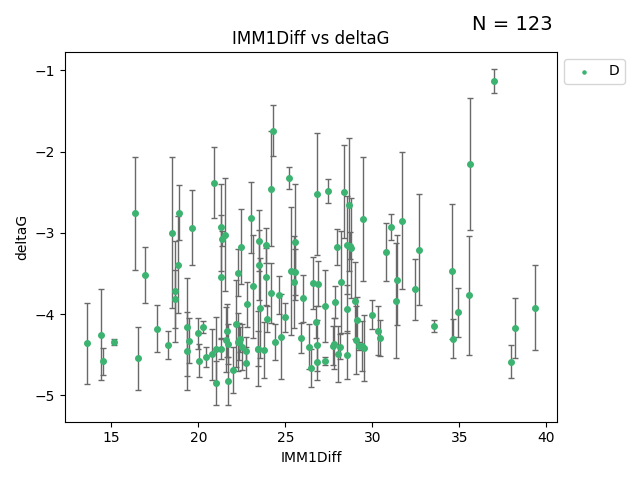 N = 123
IMM1Diff vs deltaG
D
deltaG
−1
−2
−3
−4
−5
15 20 25 30 35 40
IMM1Diff